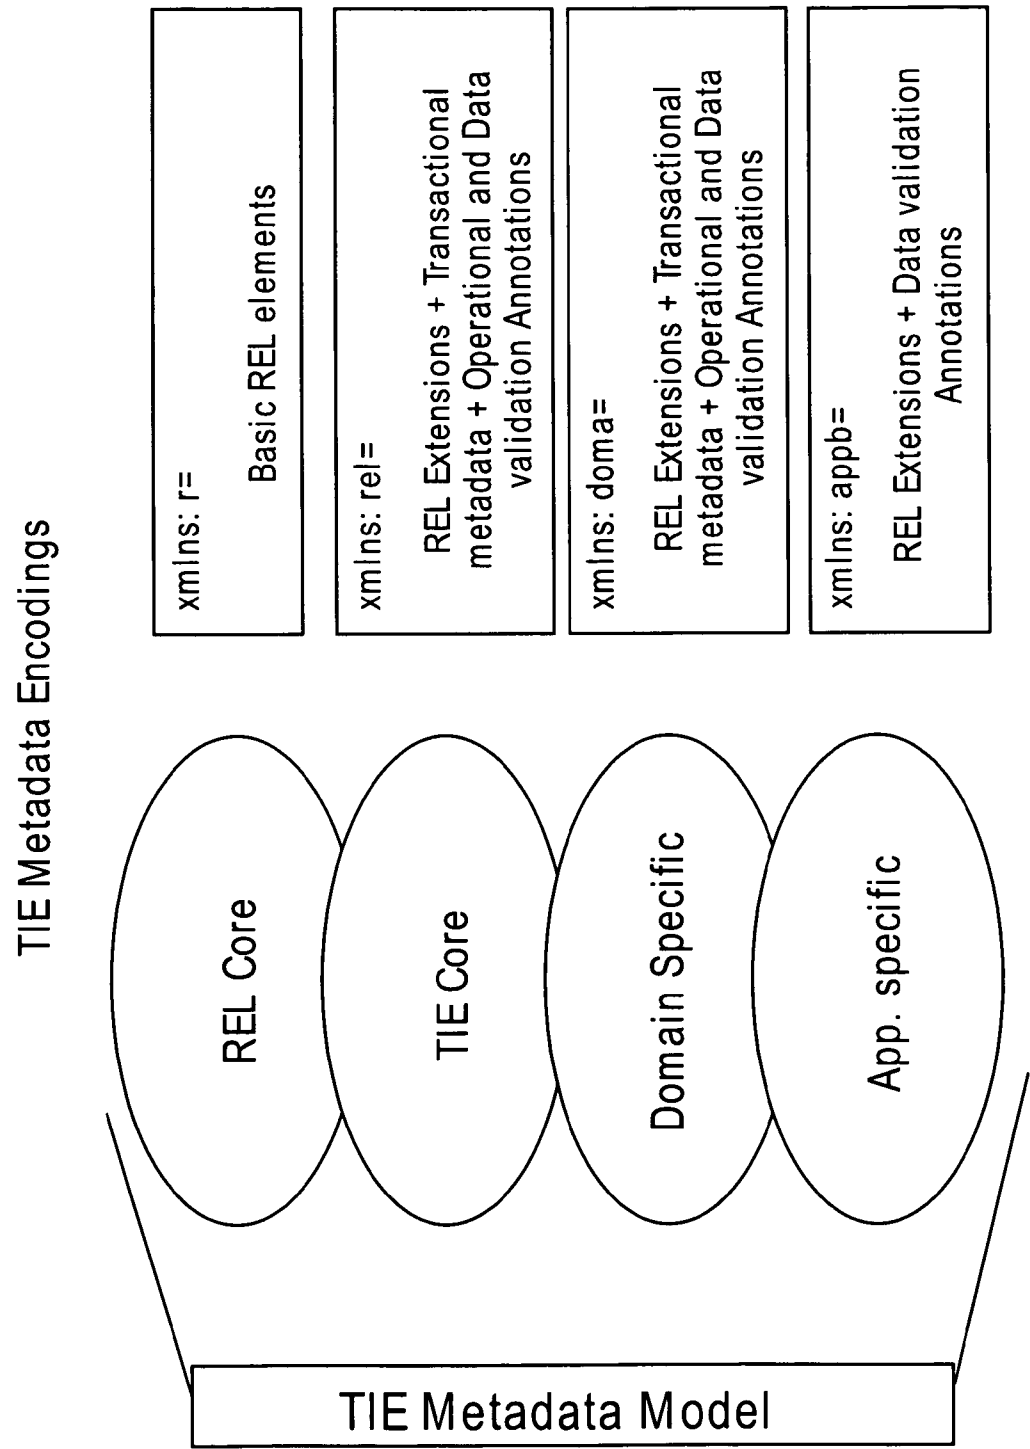 TIE Metadata Encodings
TIE Metadata Model
REL Core
xmlns: r=
Basic REL elements
TIE Core
xmlns: rel=
REL Extensions + Transactional
metadata + Operational and Data
validation Annotations
Domain Specific
xmlns: doma=
REL Extensions + Transactional
metadata + Operational and Data
validation Annotations
App. specific
xmlns: appb=
REL Extensions + Data validation
Annotations